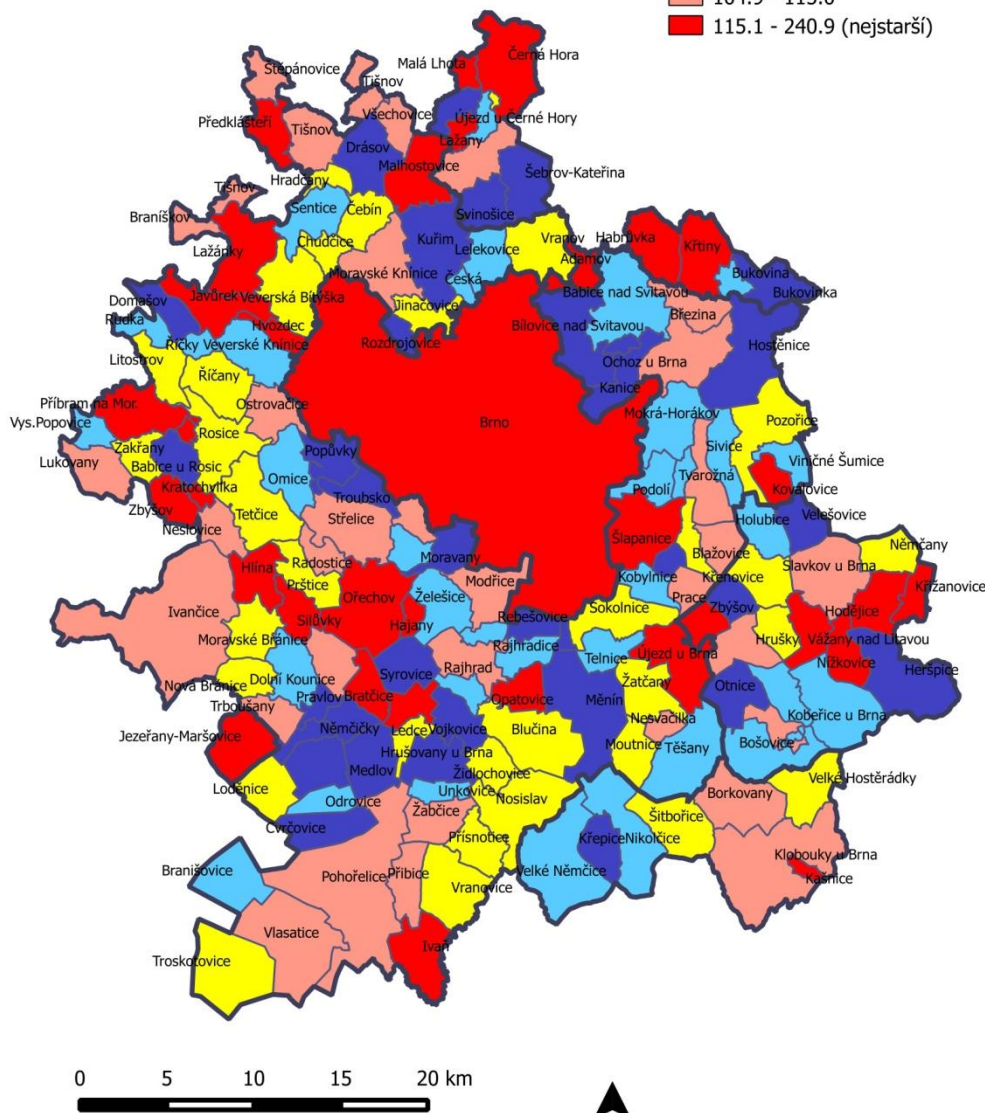 115.1 - 240.9 (nejstarší)
Černá Hora
Malá Lhota
Štěpánovice
Tišnov
Všechovice
Újezd u Černé Hory
Předklášteří
Tišnov
Lažany
Drásov
Malhostovice
Šebrov-Kateřina
Hradčany
Tišnov
Sentice
Čebín
Svinošice
Braníškov
Chudčice
Kuřim
Lelekovice
Vranov
Habrůvka
Křtiny
Lažánky
Adamov
Moravské Knínice
Česká
Bukovina
Bukovinka
Domašov
Javůrek
Veverská Bítýška
Jinačovice
Babice nad Svitavou
Březina
Rudka
Hvozdec
Rozdrojovice
Bílovice nad Svitavou
Říčky
Veverské Knínice
Hostěnice
Litostrov
Ochoz u Brna
Říčany
Kanice
Příbram na Mor.
Ostrovačice
Mokrá-Horákov
Pozořice
Vys.Popovice
Brno
Rosice
Sivice
Zakřany
Popůvky
Viničné Šumice
Lukovany
Babice u Rosic
Omice
Podolí
Tvarožná
Kratochvilka
Troubsko
Kovalovice
Zbyšov
Tetčice
Velešovice
Neslovice
Střelice
Holubice
Šlapanice
Němčany
Moravany
Blažovice
Radostice
Slavkov u Brna
Hlína
Modřice
Kobylnice
Křenovice
Křižanovice
Prštice
Ořechov
Želešice
Prace
Zbýšov
Ivančice
Silůvky
Hajany
Rebešovice
Sokolnice
Hodějice
Moravské Bránice
Rajhradice
Hrušky
Vážany nad Litavou
Telnice
Újezd u Brna
Nížkovice
Dolní Kounice
Syrovice
Rajhrad
Heršpice
Nová Bránice
Pravlov
Bratčice
Opatovice
Měnín
Žatčany
Otnice
Trboušany
Kobeřice u Brna
Němčičky
Ledce
Vojkovice
Blučina
Nesvačilka
Jezeřany-Maršovice
Hrušovany u Brna
Moutnice
Těšany
Bošovice
Medlov
Židlochovice
Loděnice
Unkovice
Velké Hostěrádky
Odrovice
Nosislav
Borkovany
Žabčice
Šitbořice
Cvrčovice
Přísnotice
Křepice
Nikolčice
Klobouky u Brna
Branišovice
Pohořelice
Přibice
Velké Němčice
Kašnice
Vranovice
Vlasatice
Ivaň
Troskotovice
0 5 10 15 20 km